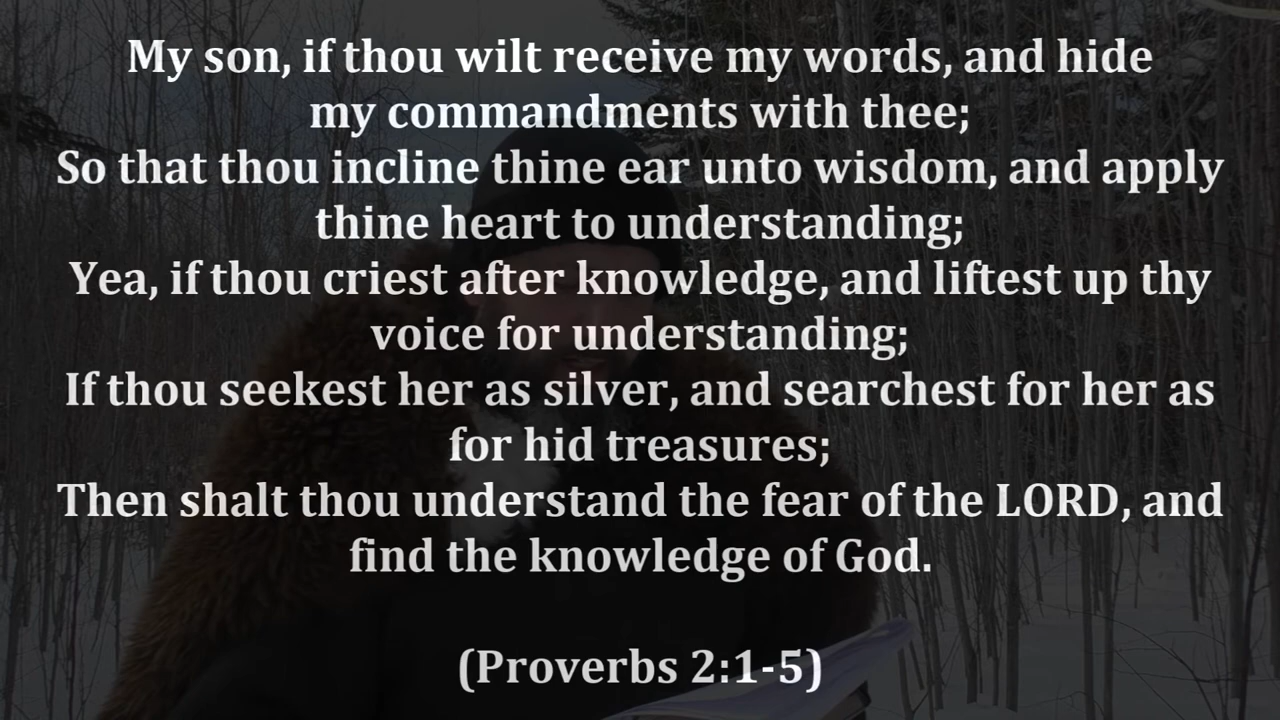 My son, if thou wilt receive my words, and hide
my commandments with thee;
So that thou incline thine ear unto wisdom, and apply
thine heart to understanding;
Yea, if thou criest after knowledge, and liftest up thy
voice for understanding;
If thou seekest her as silver, and searchest for her as
for hid treasures;
Then shalt thou understand the fear of the LORD, and
find the knowledge of God.
(Proverbs 2:1-5)